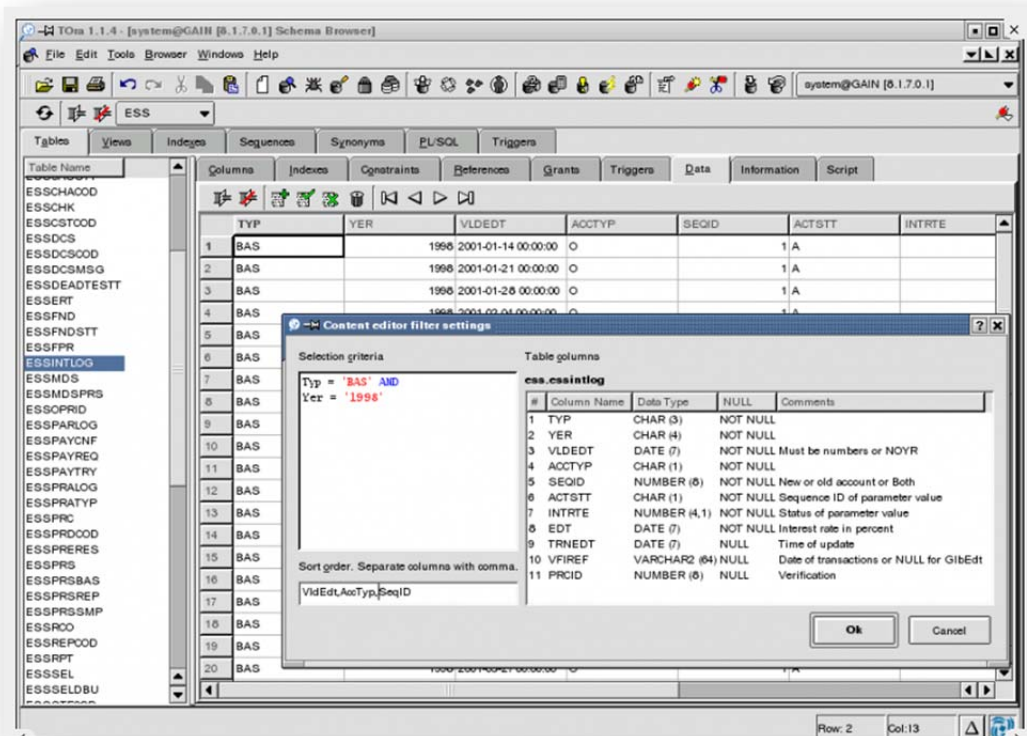 TOra 1.1.4 - [system@GAIN [8.1.7.0.1] Schema Browser]
File Edit Tools Browser Windows Help
system@GAIN [8.1.7.0.1]
ESS
Tables Views Indexes Sequences Synonyms PL/SQL Triggers
Table Name
ESSCHACOD
ESSCHK
ESSCSTCOD
ESSDCS
ESSDCSCOD
ESSDCSMSG
ESSDEADTESTT
ESSERT
ESSFND
ESSFNDSTT
ESSFPR
ESSINTLOG
ESSMDS
ESSMDSPRS
ESSOPRID
ESSPARLOG
ESSPAYCNF
ESSPAYREQ
ESSPAYTRY
ESSPRALOG
ESSPRATYP
ESSPRC
ESSPRDCOD
ESSPRERES
ESSPRS
ESSPRSBAS
ESSPRSREP
ESSPRSSMP
ESSRCO
ESSREPCOD
ESSRPT
ESSSEL
ESSSELDBU
Columns Indexes Constraints References Grants Triggers Data Information Script
TYP YER VLDEDT ACCTYP SEQID ACTSTT INTRTE
1 BAS 1998 2001-01-14 00:00:00 O 1 A
2 BAS 1998 2001-01-21 00:00:00 O 1 A
3 BAS 1998 2001-01-28 00:00:00 O 1 A
4 BAS 1998 2001-02-04 00:00:00 O 1 A
5 BAS
6 BAS
7 BAS
8 BAS
9 BAS
10 BAS
11 BAS
12 BAS
13 BAS
14 BAS
15 BAS
16 BAS
17 BAS
18 BAS
19 BAS
20 BAS
Content editor filter settings
Selection criteria
Typ = 'BAS' AND
Yer = '1998'
Sort order. Separate columns with comma.
VldEdt,AccTyp,SeqID
Table columns
ess.essintlog
# Column Name Data Type NULL Comments
1 TYP CHAR (3) NOT NULL
2 YER CHAR (4) NOT NULL
3 VLDEDT DATE (7) NOT NULL Must be numbers or NOYR
4 ACCTYP CHAR (1) NOT NULL
5 SEQID NUMBER (8) NOT NULL New or old account or Both
6 ACTSTT CHAR (1) NOT NULL Sequence ID of parameter value
7 INTRTE NUMBER (4,1) NOT NULL Status of parameter value
8 EDT DATE (7) NOT NULL Interest rate in percent
9 TRNEDT DATE (7) NULL Time of update
10 VFIREF VARCHAR2 (64) NULL Date of transactions or NULL for GlbEdt
11 PRCID NUMBER (8) NULL Verification
Ok Cancel
Row: 2 Col:13